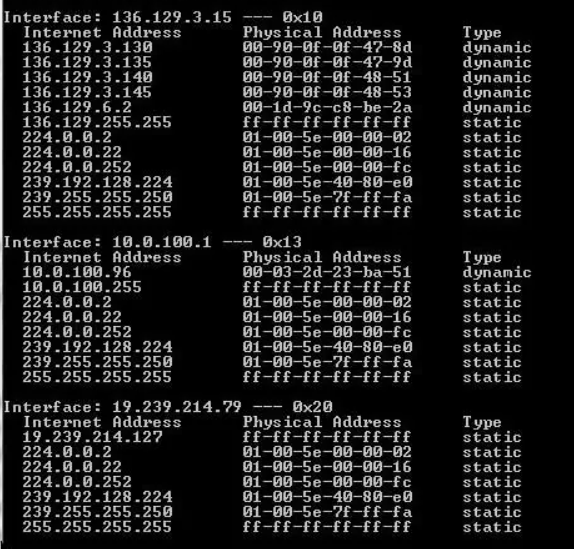 Interface: 136.129.3.15 --- 0x10
Internet Address Physical Address Type
136.129.3.130 00-90-0f-0f-47-8d dynamic
136.129.3.135 00-90-0f-0f-47-9d dynamic
136.129.3.140 00-90-0f-0f-48-51 dynamic
136.129.3.145 00-90-0f-0f-48-53 dynamic
136.129.6.2 00-1d-9c-c8-be-2a dynamic
136.129.255.255 ff-ff-ff-ff-ff-ff static
224.0.0.2 01-00-5e-00-00-02 static
224.0.0.22 01-00-5e-00-00-16 static
224.0.0.252 01-00-5e-00-00-fc static
239.192.128.224 01-00-5e-40-80-e0 static
239.255.255.250 01-00-5e-7f-ff-fa static
255.255.255.255 ff-ff-ff-ff-ff-ff static
Interface: 10.0.100.1 --- 0x13
Internet Address Physical Address Type
10.0.100.96 00-03-2d-23-ba-51 dynamic
10.0.100.255 ff-ff-ff-ff-ff-ff static
224.0.0.2 01-00-5e-00-00-02 static
224.0.0.22 01-00-5e-00-00-16 static
224.0.0.252 01-00-5e-00-00-fc static
239.192.128.224 01-00-5e-40-80-e0 static
239.255.255.250 01-00-5e-7f-ff-fa static
255.255.255.255 ff-ff-ff-ff-ff-ff static
Interface: 19.239.214.79 --- 0x20
Internet Address Physical Address Type
19.239.214.127 ff-ff-ff-ff-ff-ff static
224.0.0.2 01-00-5e-00-00-02 static
224.0.0.22 01-00-5e-00-00-16 static
224.0.0.252 01-00-5e-00-00-fc static
239.192.128.224 01-00-5e-40-80-e0 static
239.255.255.250 01-00-5e-7f-ff-fa static
255.255.255.255 ff-ff-ff-ff-ff-ff static